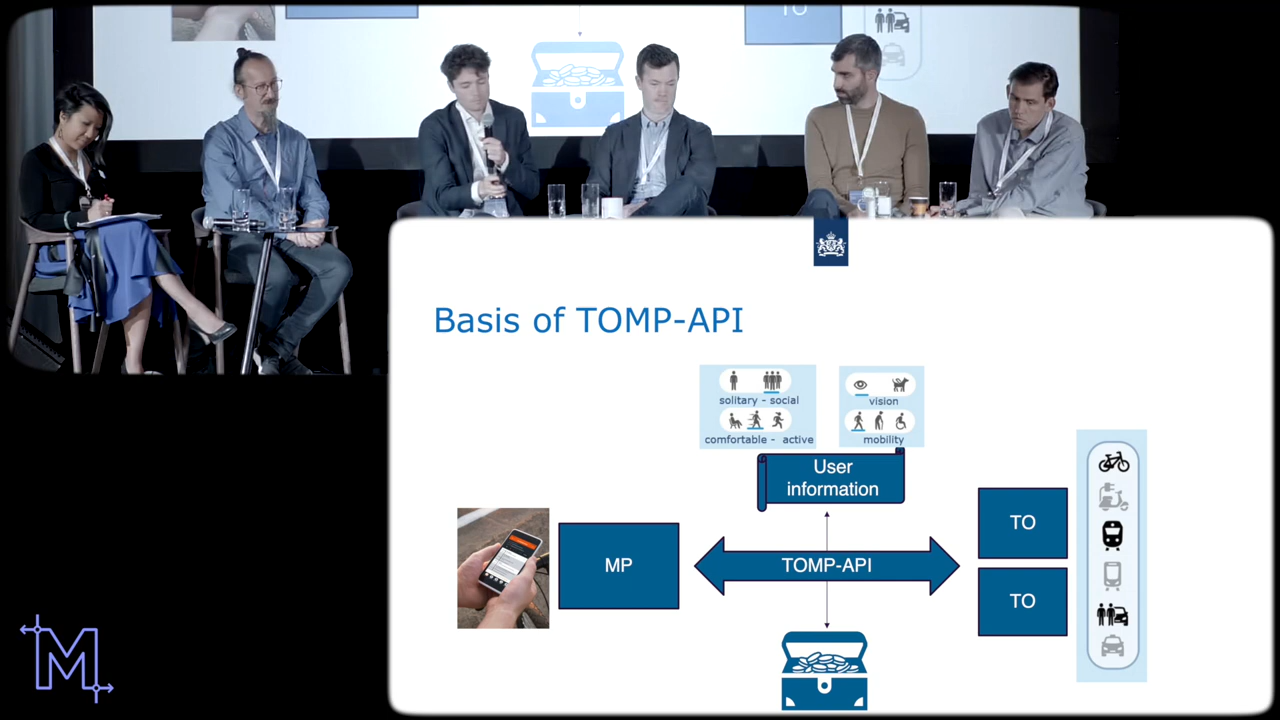 TO
Basis of TOMP-API
solitary - social
vision
comfortable - active
mobility
User
information
MP
TOMP-API
TO
TO
M